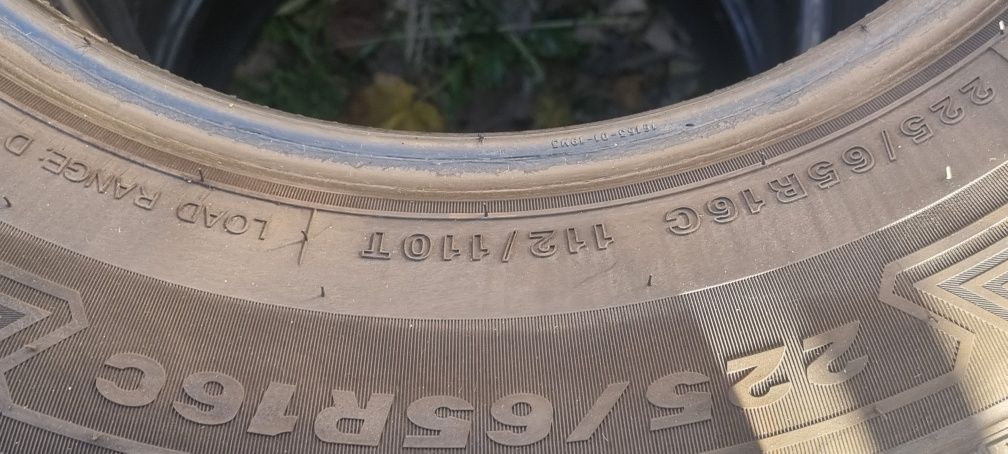 225/65R16C 112/110T LOAD RANGE: D
225/65R16C